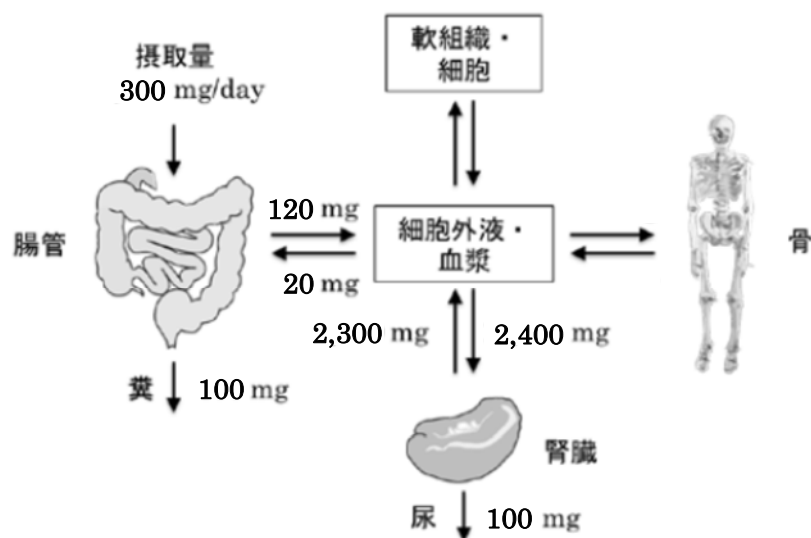 摂取量
300 mg/day
軟組織・
細胞
腸管
120 mg
20 mg
細胞外液・
血漿
骨
2,300 mg
2,400 mg
糞
100 mg
腎臓
尿
100 mg